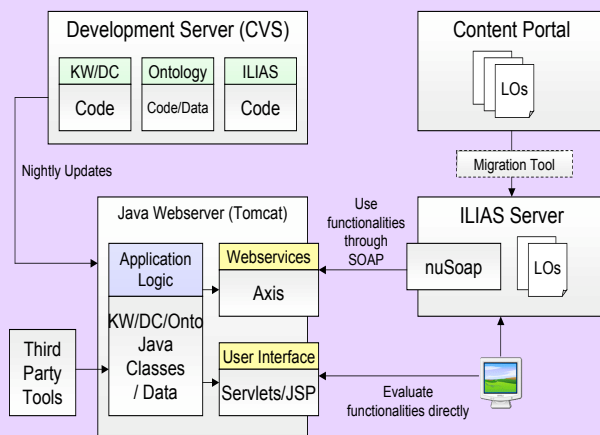 Development Server (CVS)
KW/DC
Code
Ontology
Code/Data
ILIAS
Code
Content Portal
LOs
Migration Tool
Nightly Updates
Java Webserver (Tomcat)
Use
functionalities
through
SOAP
ILIAS Server
nuSoap
LOs
Application
Logic
KW/DC/Onto
Java
Classes
/ Data
Webservices
Axis
User Interface
Servlets/JSP
Third
Party
Tools
Evaluate
functionalities directly